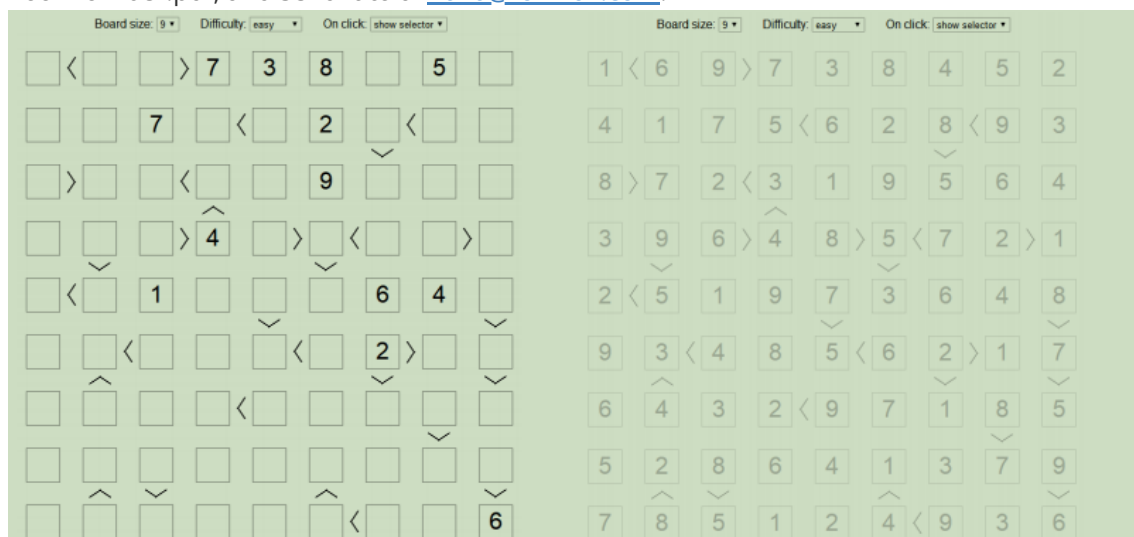 Board size: 9 Difficulty: easy On click: show selector Board size: 9 Difficulty: easy On click: show selector
< > 7 3 8 5 1 < 6 9 > 7 3 8 4 5 2
7 < 2 < 4 1 7 5 < 6 2 8 < 9 3
> < 9 8 > 7 2 < 3 1 9 5 6 4
> 4 > < > 3 9 6 > 4 8 > 5 < 7 2 > 1
< 1 6 4 2 < 5 1 9 7 3 6 4 8
< < 2 > 9 3 < 4 8 5 < 6 2 > 1 7
< 6 4 3 2 < 9 7 1 8 5
5 2 8 6 4 1 3 7 9
< 6 7 8 5 1 2 4 < 9 3 6